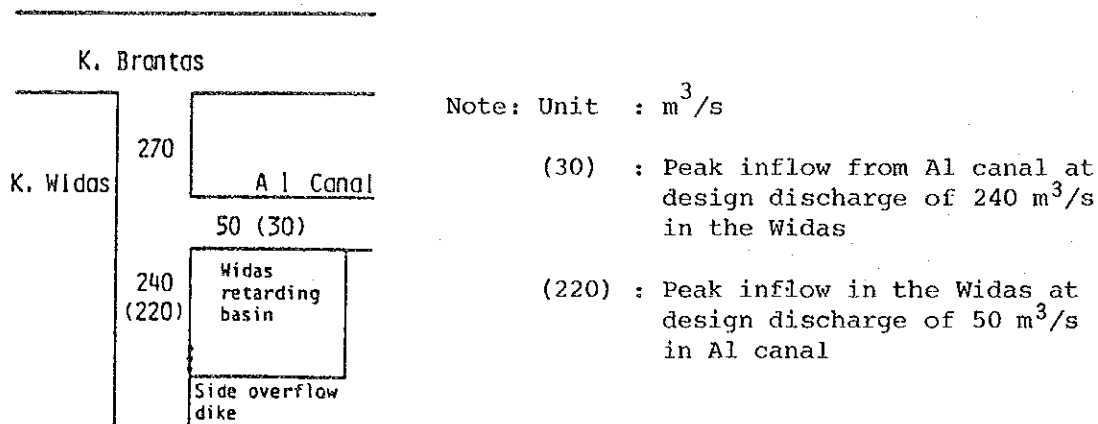 K. Brantas
270
K. Widas
A1 Canal
50 (30)
240
(220)
Widas
retarding
basin
Side overflow
dike
Note: Unit : m³/s
(30) : Peak inflow from Al canal at
design discharge of 240 m³/s
in the Widas
(220) : Peak inflow in the Widas at
design discharge of 50 m³/s
in Al canal